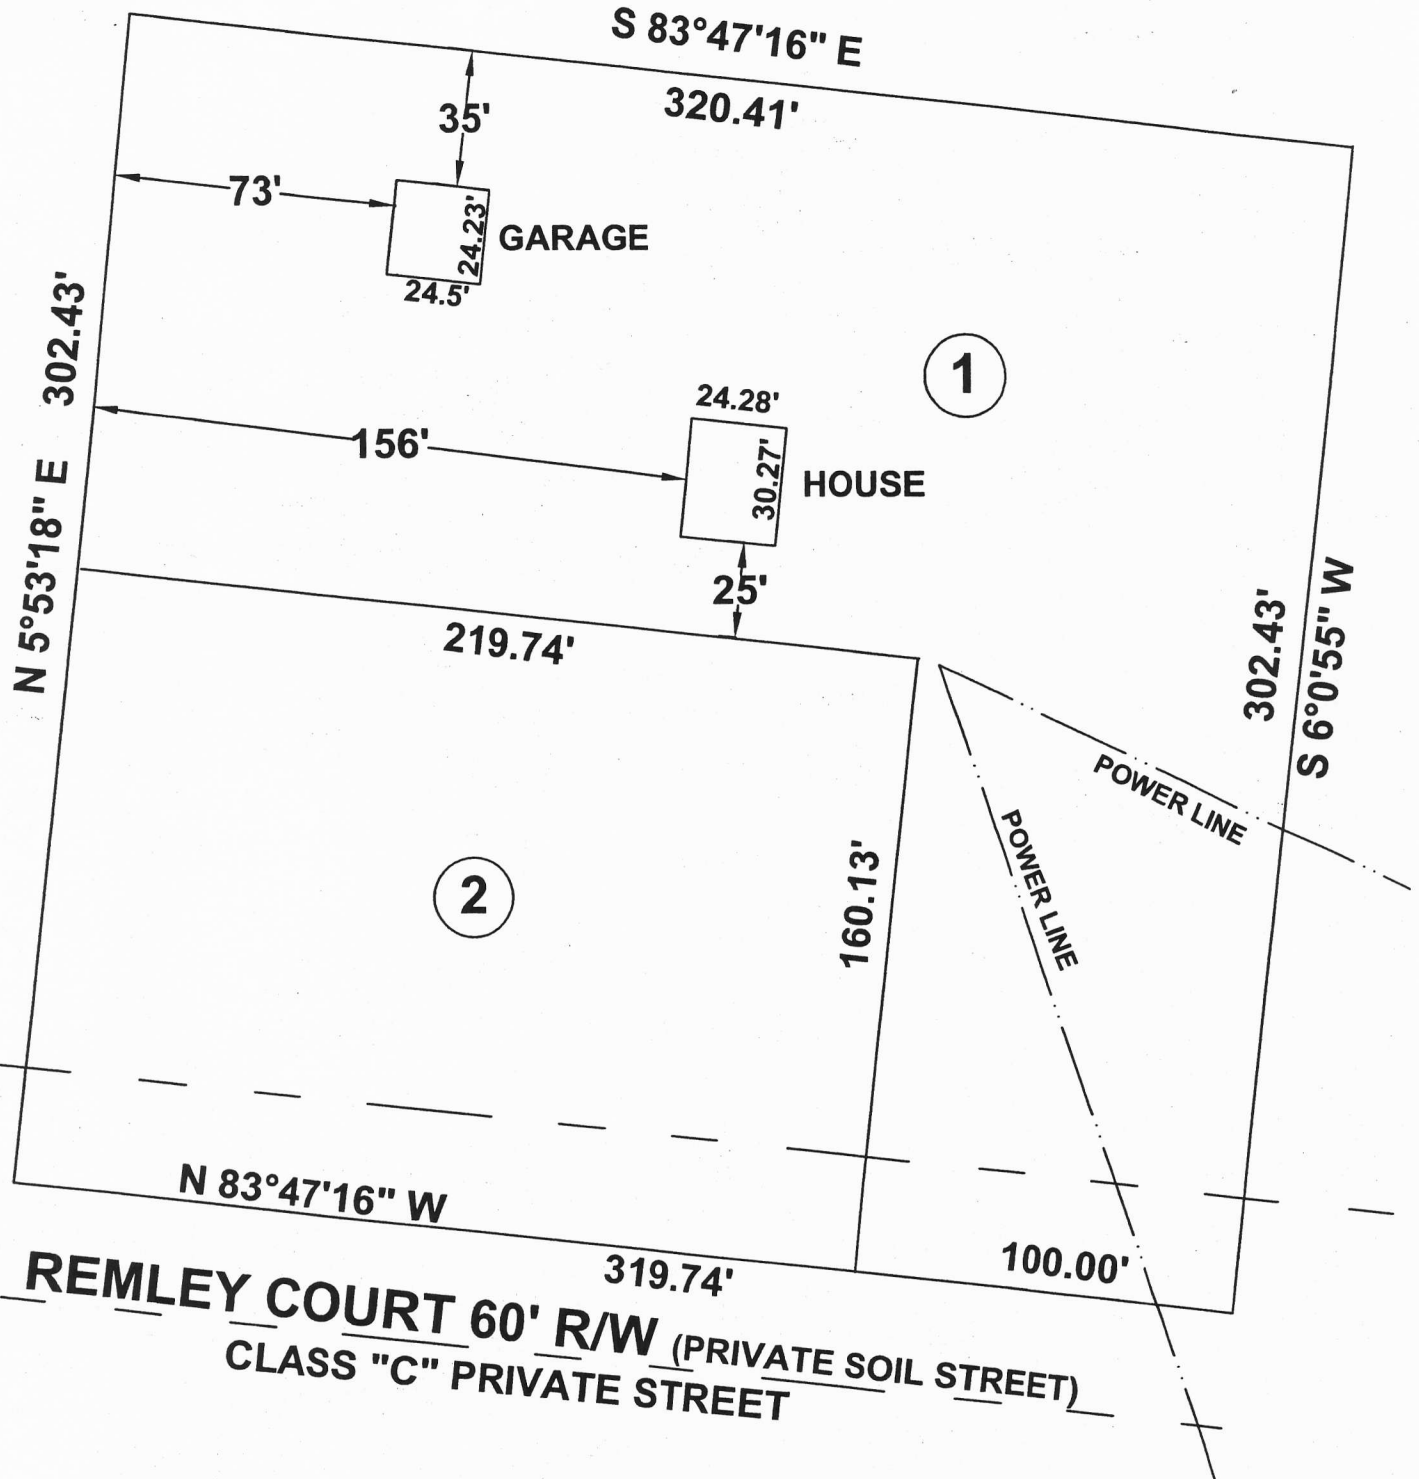 S 83°47'16" E
320.41'
35'
73'
24.23'
GARAGE
24.5'
302.43'
N 5°53'18" E
1
24.28'
156'
30.27'
HOUSE
25'
219.74'
302.43'
S 6°0'55" W
POWER LINE
POWER LINE
160.13'
2
N 83°47'16" W
319.74'
100.00'
REMLEY COURT 60' R/W (PRIVATE SOIL STREET)
CLASS "C" PRIVATE STREET